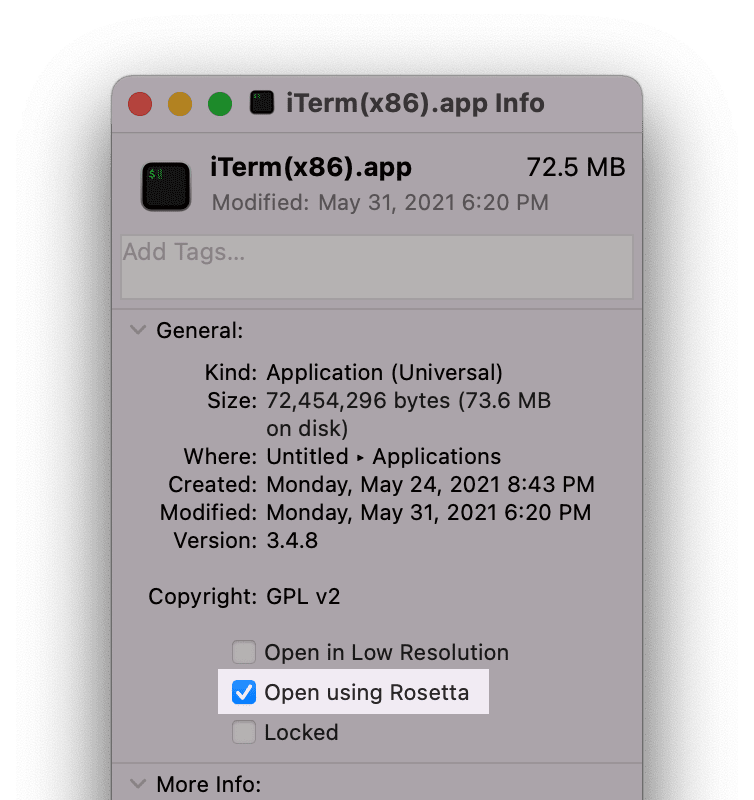 iTerm(x86).app Info
iTerm(x86).app 72.5 MB
Modified: May 31, 2021 6:20 PM
Add Tags...
General:
Kind: Application (Universal)
Size: 72,454,296 bytes (73.6 MB
on disk)
Where: Untitled ▸ Applications
Created: Monday, May 24, 2021 8:43 PM
Modified: Monday, May 31, 2021 6:20 PM
Version: 3.4.8
Copyright: GPL v2
Open in Low Resolution
Open using Rosetta
Locked
More Info: